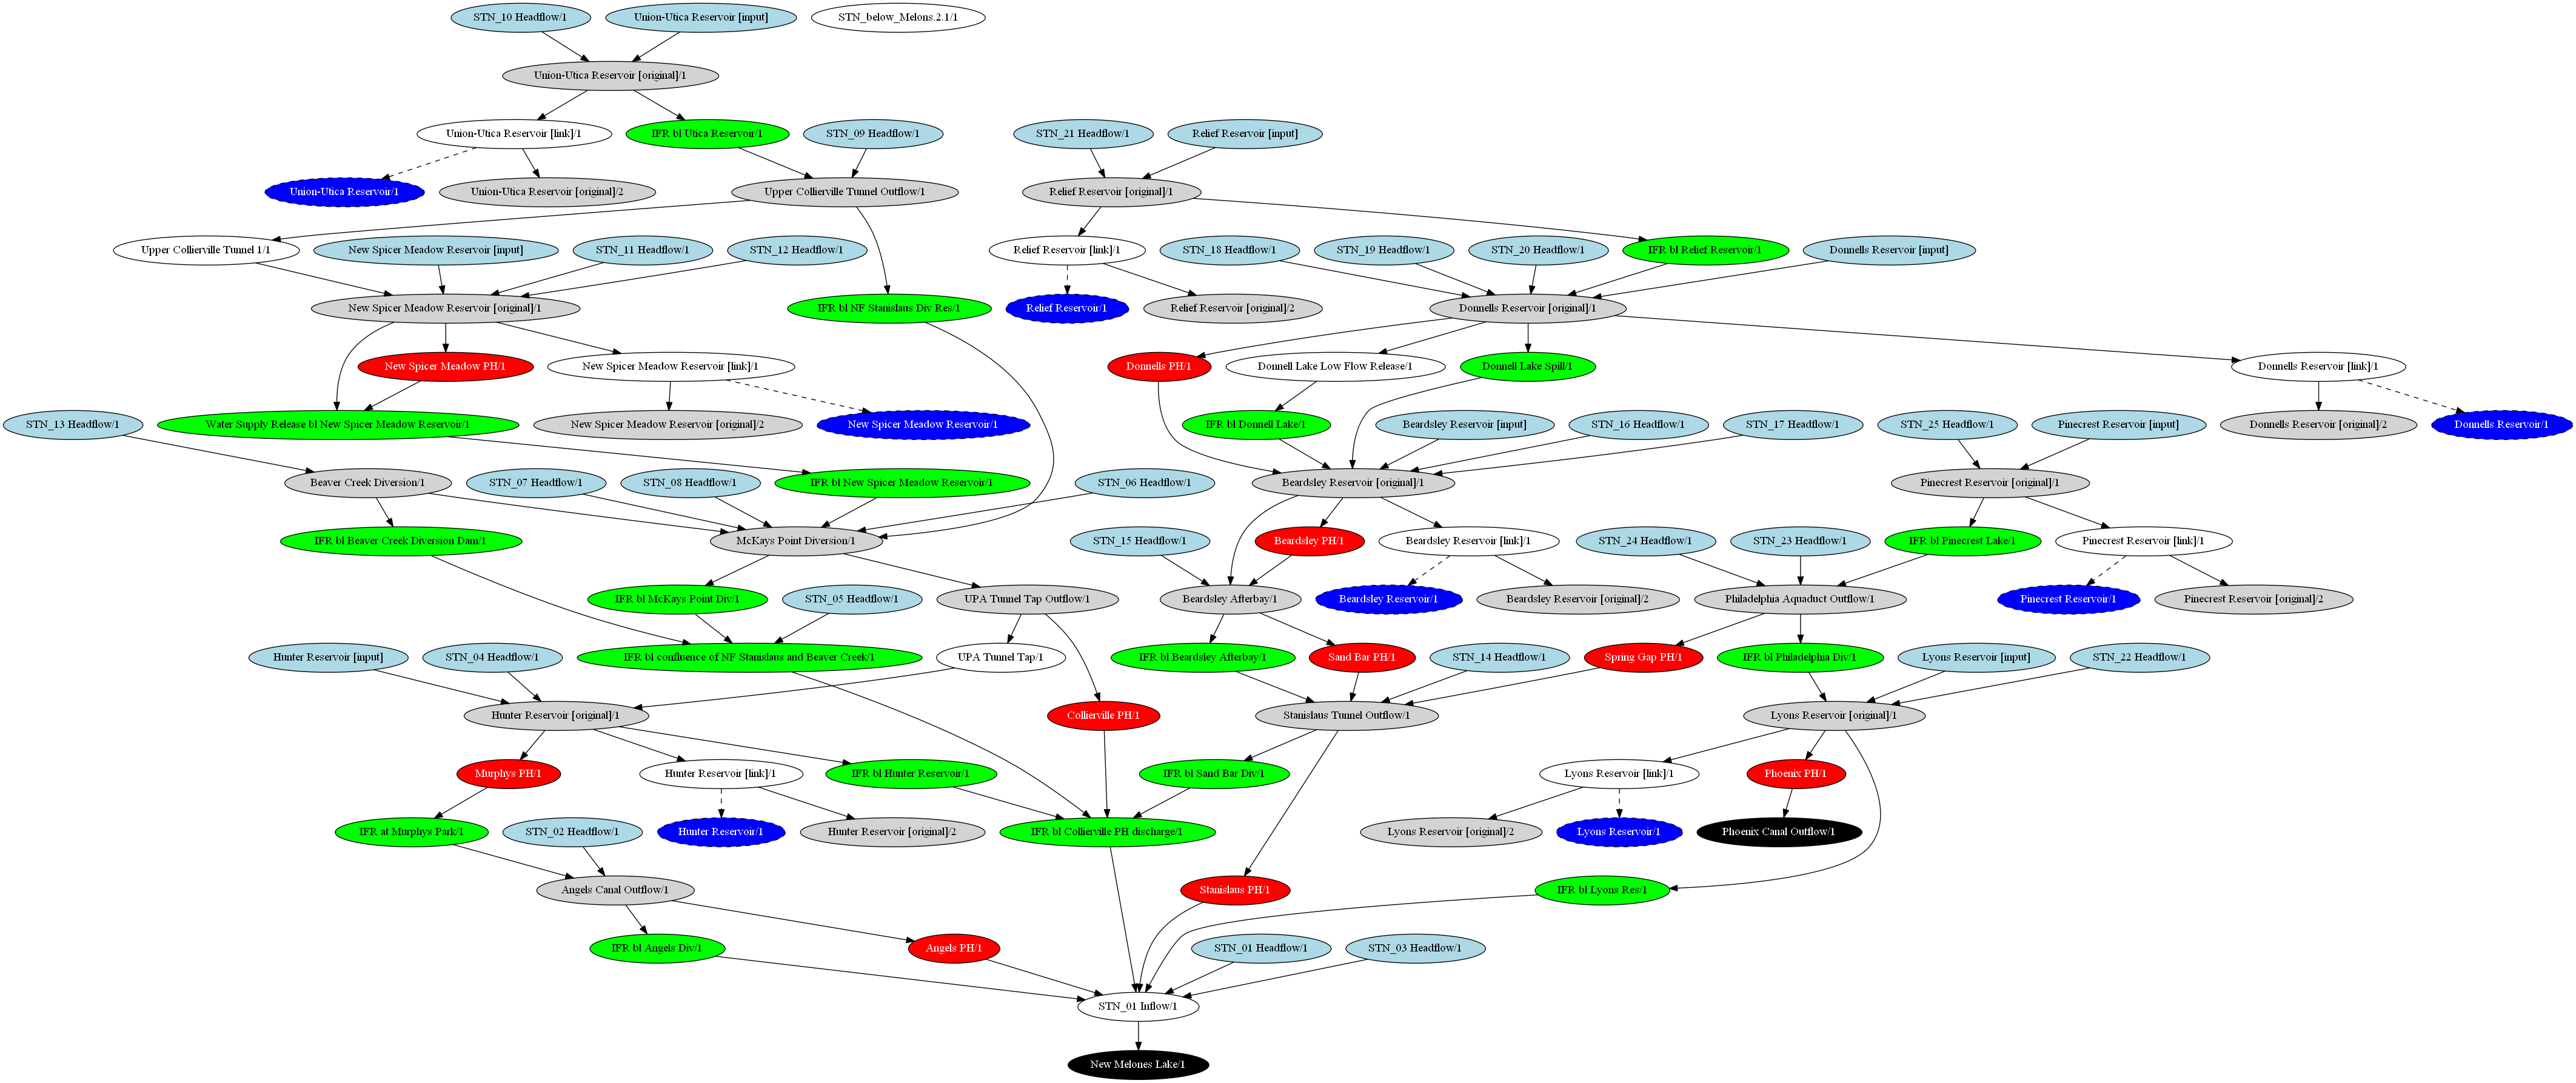 STN_10 Headflow/1
Union-Utica Reservoir [input]
STN_below_Melons.2.1/1
Union-Utica Reservoir [original]/1
Union-Utica Reservoir [link]/1
IFR bl Utica Reservoir/1
STN_09 Headflow/1
STN_21 Headflow/1
Relief Reservoir [input]
Union-Utica Reservoir/1
Union-Utica Reservoir [original]/2
Upper Collierville Tunnel Outflow/1
Relief Reservoir [original]/1
Upper Collierville Tunnel 1/1
New Spicer Meadow Reservoir [input]
STN_11 Headflow/1
STN_12 Headflow/1
Relief Reservoir [link]/1
STN_18 Headflow/1
STN_19 Headflow/1
STN_20 Headflow/1
IFR bl Relief Reservoir/1
Donnells Reservoir [input]
New Spicer Meadow Reservoir [original]/1
IFR bl NF Stanislaus Div Res/1
Relief Reservoir/1
Relief Reservoir [original]/2
Donnells Reservoir [original]/1
New Spicer Meadow PH/1
New Spicer Meadow Reservoir [link]/1
Donnells PH/1
Donnell Lake Low Flow Release/1
Donnell Lake Spill/1
Donnells Reservoir [link]/1
STN_13 Headflow/1
Water Supply Release bl New Spicer Meadow Reservoir/1
New Spicer Meadow Reservoir [original]/2
New Spicer Meadow Reservoir/1
IFR bl Donnell Lake/1
Beardsley Reservoir [input]
STN_16 Headflow/1
STN_17 Headflow/1
STN_25 Headflow/1
Pinecrest Reservoir [input]
Donnells Reservoir [original]/2
Donnells Reservoir/1
Beaver Creek Diversion/1
STN_07 Headflow/1
STN_08 Headflow/1
IFR bl New Spicer Meadow Reservoir/1
STN_06 Headflow/1
Beardsley Reservoir [original]/1
Pinecrest Reservoir [original]/1
IFR bl Beaver Creek Diversion Dam/1
McKays Point Diversion/1
STN_15 Headflow/1
Beardsley PH/1
Beardsley Reservoir [link]/1
STN_24 Headflow/1
STN_23 Headflow/1
IFR bl Pinecrest Lake/1
Pinecrest Reservoir [link]/1
IFR bl McKays Point Div/1
STN_05 Headflow/1
UPA Tunnel Tap Outflow/1
Beardsley Afterbay/1
Beardsley Reservoir/1
Beardsley Reservoir [original]/2
Philadelphia Aquaduct Outflow/1
Pinecrest Reservoir/1
Pinecrest Reservoir [original]/2
Hunter Reservoir [input]
STN_04 Headflow/1
IFR bl confluence of NF Stanislaus and Beaver Creek/1
UPA Tunnel Tap/1
IFR bl Beardsley Afterbay/1
Sand Bar PH/1
STN_14 Headflow/1
Spring Gap PH/1
IFR bl Philadelphia Div/1
Lyons Reservoir [input]
STN_22 Headflow/1
Hunter Reservoir [original]/1
Collierville PH/1
Stanislaus Tunnel Outflow/1
Lyons Reservoir [original]/1
Murphys PH/1
Hunter Reservoir [link]/1
IFR bl Hunter Reservoir/1
IFR bl Sand Bar Div/1
Lyons Reservoir [link]/1
Phoenix PH/1
IFR at Murphys Park/1
STN_02 Headflow/1
Hunter Reservoir/1
Hunter Reservoir [original]/2
IFR bl Collierville PH discharge/1
Lyons Reservoir [original]/2
Lyons Reservoir/1
Phoenix Canal Outflow/1
Angels Canal Outflow/1
Stanislaus PH/1
IFR bl Lyons Res/1
IFR bl Angels Div/1
Angels PH/1
STN_01 Headflow/1
STN_03 Headflow/1
STN_01 Inflow/1
New Melones Lake/1